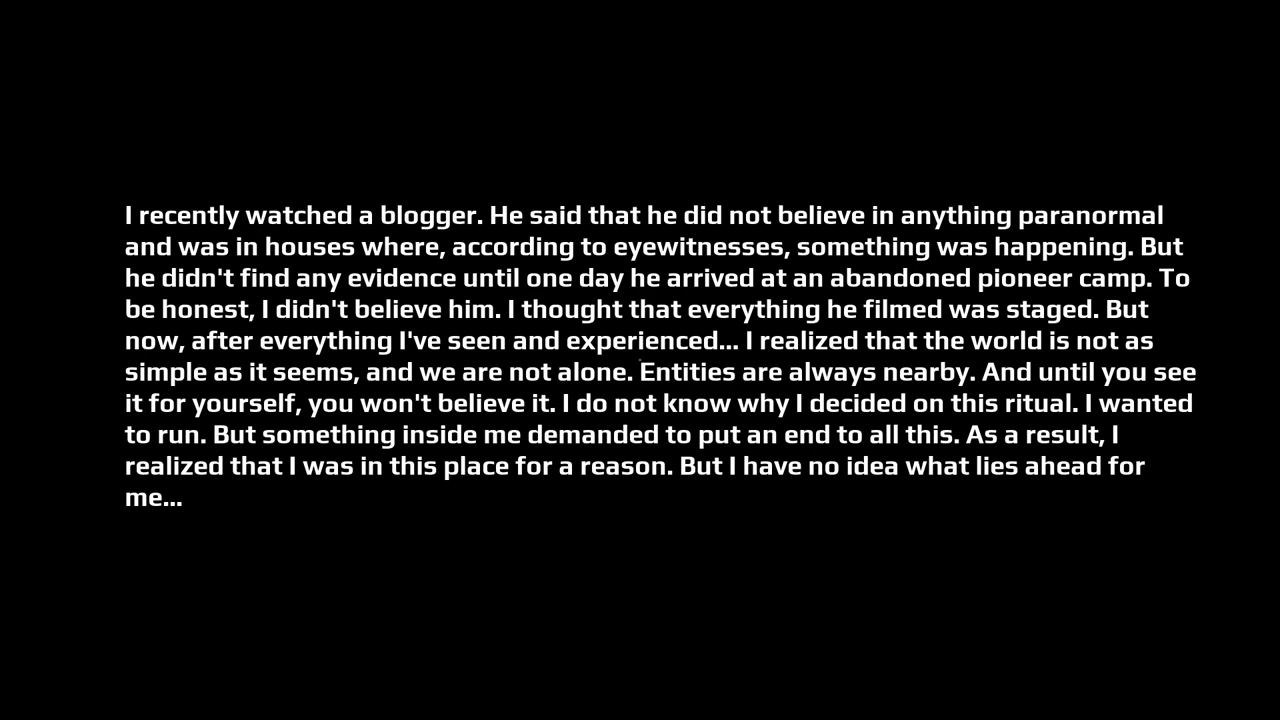 I recently watched a blogger. He said that he did not believe in anything paranormal
and was in houses where, according to eyewitnesses, something was happening. But
he didn't find any evidence until one day he arrived at an abandoned pioneer camp. To
be honest, I didn't believe him. I thought that everything he filmed was staged. But
now, after everything I've seen and experienced... I realized that the world is not as
simple as it seems, and we are not alone. Entities are always nearby. And until you see
it for yourself, you won't believe it. I do not know why I decided on this ritual. I wanted
to run. But something inside me demanded to put an end to all this. As a result, I
realized that I was in this place for a reason. But I have no idea what lies ahead for
me...